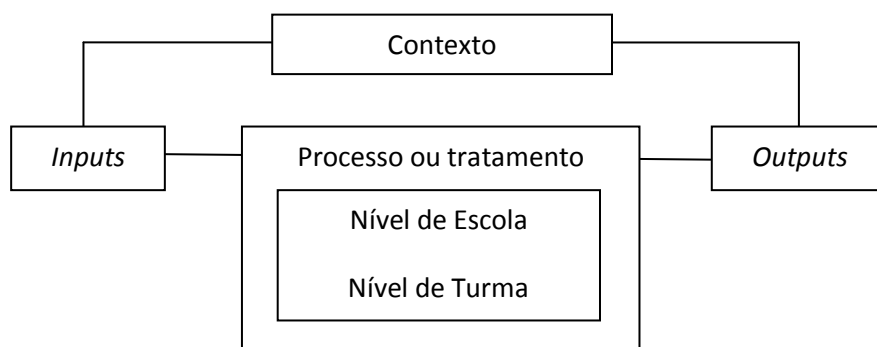 Contexto
Inputs
Processo ou tratamento
Outputs
Nível de Escola
Nível de Turma